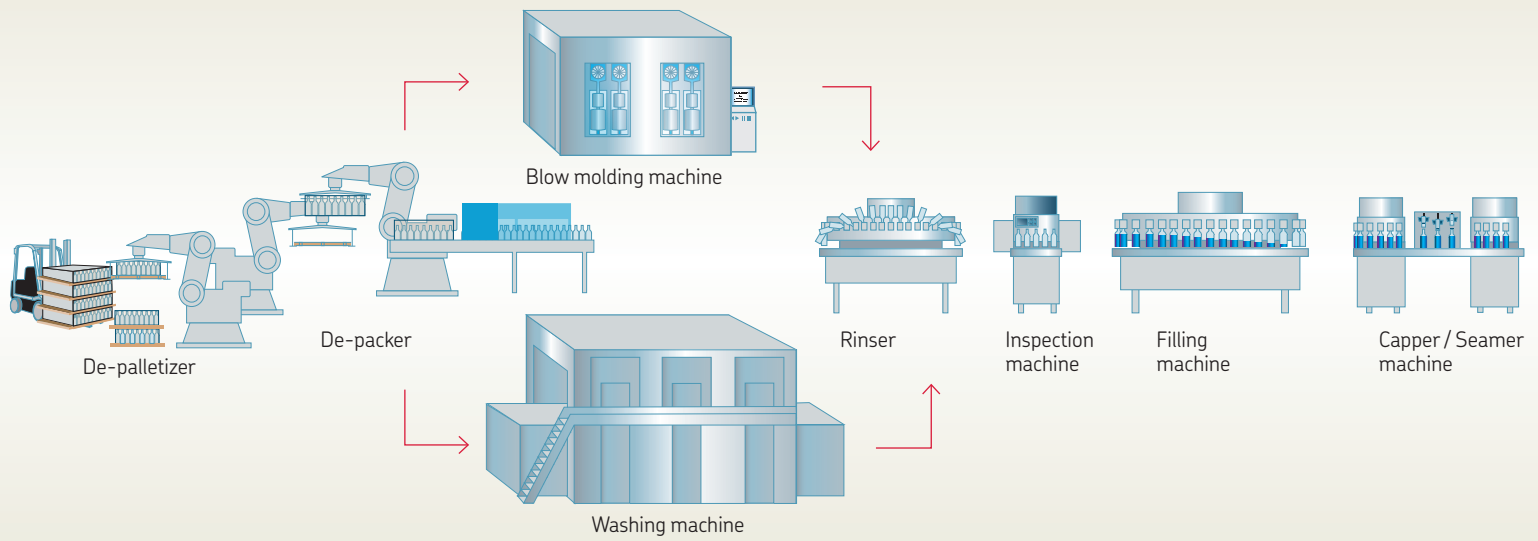 Blow molding machine
De-palletizer
De-packer
Rinser
Inspection
machine
Filling
machine
Capper / Seamer
machine
Washing machine